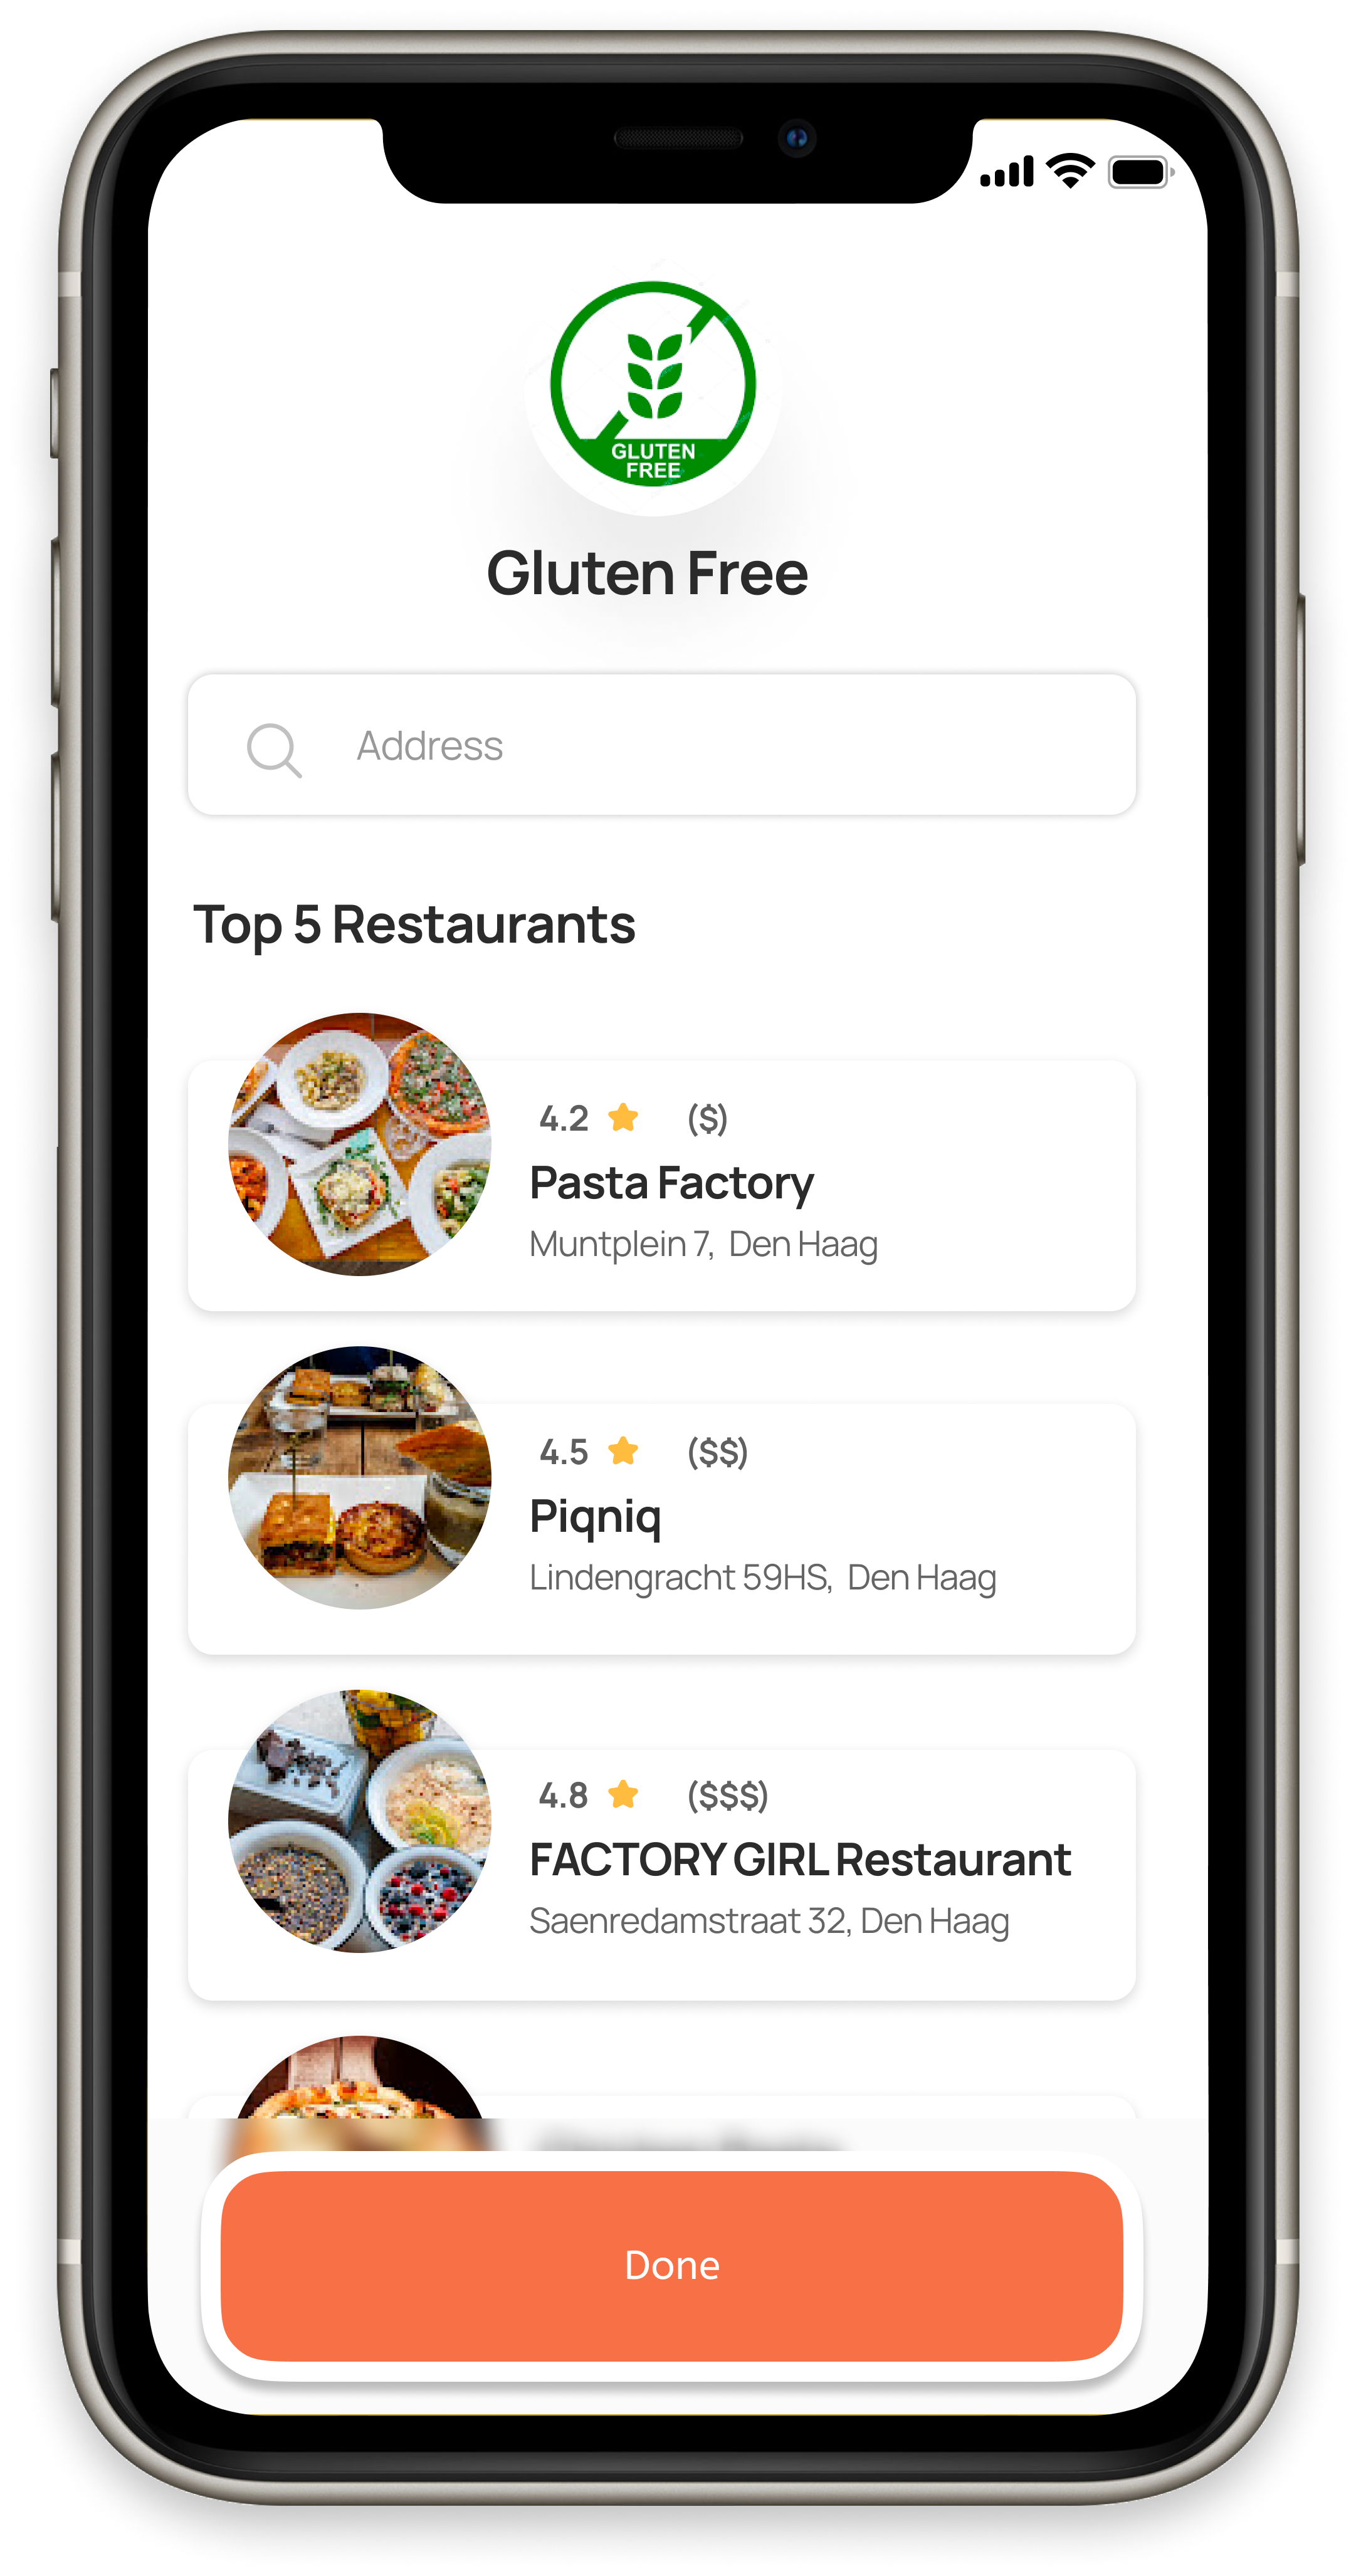 GLUTEN
FREE
Gluten Free
Address
Top 5 Restaurants
4.2 ($)
Pasta Factory
Muntplein 7, Den Haag
4.5 ($$)
Piqniq
Lindengracht 59HS, Den Haag
4.8 ($$$)
FACTORY GIRL Restaurant
Saenredamstraat 32, Den Haag
Done